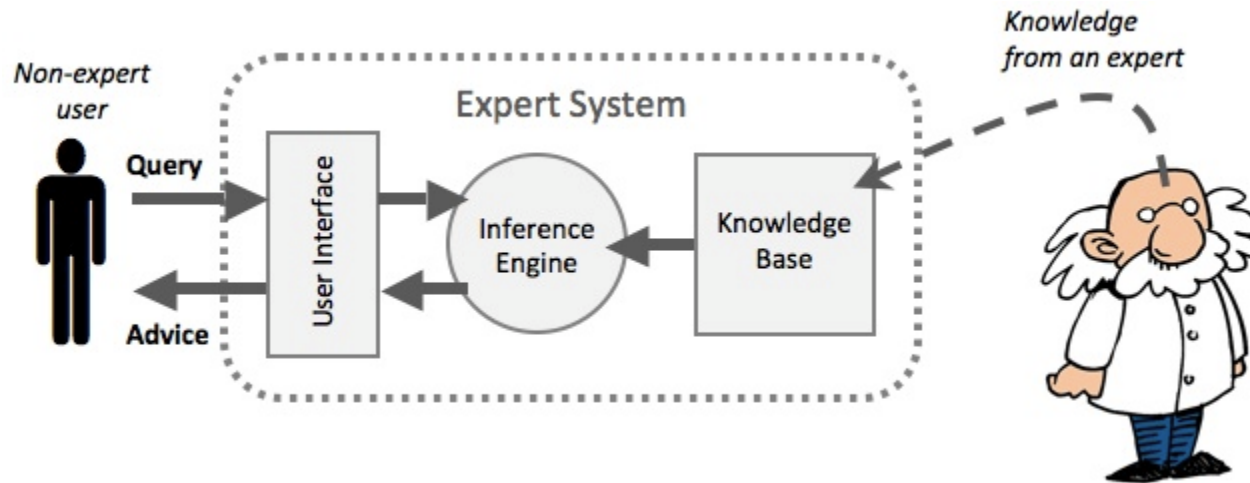 Non-expert
user
Query
Advice
Expert System
User Interface
Inference
Engine
Knowledge
Base
Knowledge
from an expert